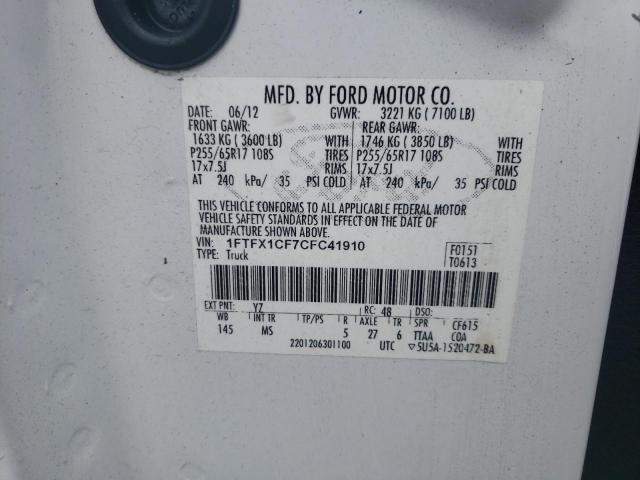 MFD. BY FORD MOTOR CO.
DATE: 06/12 GVWR: 3221 KG ( 7100 LB)
FRONT GAWR: REAR GAWR:
1633 KG ( 3600 LB) WITH 1746 KG ( 3850 LB) WITH
P255/65R17 108S TIRES P255/65R17 108S TIRES
17x7.5J RIMS 17x7.5J RIMS
AT 240 kPa/ 35 PSI COLD AT 240 kPa/ 35 PSI COLD
THIS VEHICLE CONFORMS TO ALL APPLICABLE FEDERAL MOTOR
VEHICLE SAFETY STANDARDS IN EFFECT ON THE DATE OF
MANUFACTURE SHOWN ABOVE.
VIN: 1FTFX1CF7CFC41910 F0151
TYPE: Truck T0613
EXT PNT: YZ RC: 48 DSO:
WB INT TR TP/PS R AXLE TR SPR CF615
145 MS 5 27 6 TTAA COA
2201206301100 UTC ▽5U5A-1520472-BA